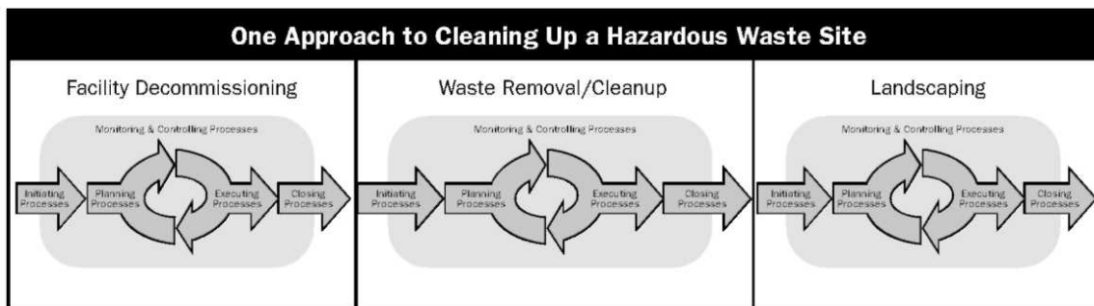 One Approach to Cleaning Up a Hazardous Waste Site
Facility Decommissioning
Monitoring & Controlling Processes
Initiating
Processes
Planning
Processes
Executing
Processes
Closing
Processes
Waste Removal/Cleanup
Monitoring & Controlling Processes
Initiating
Processes
Planning
Processes
Executing
Processes
Closing
Processes
Landscaping
Monitoring & Controlling Processes
Initiating
Processes
Planning
Processes
Executing
Processes
Closing
Processes